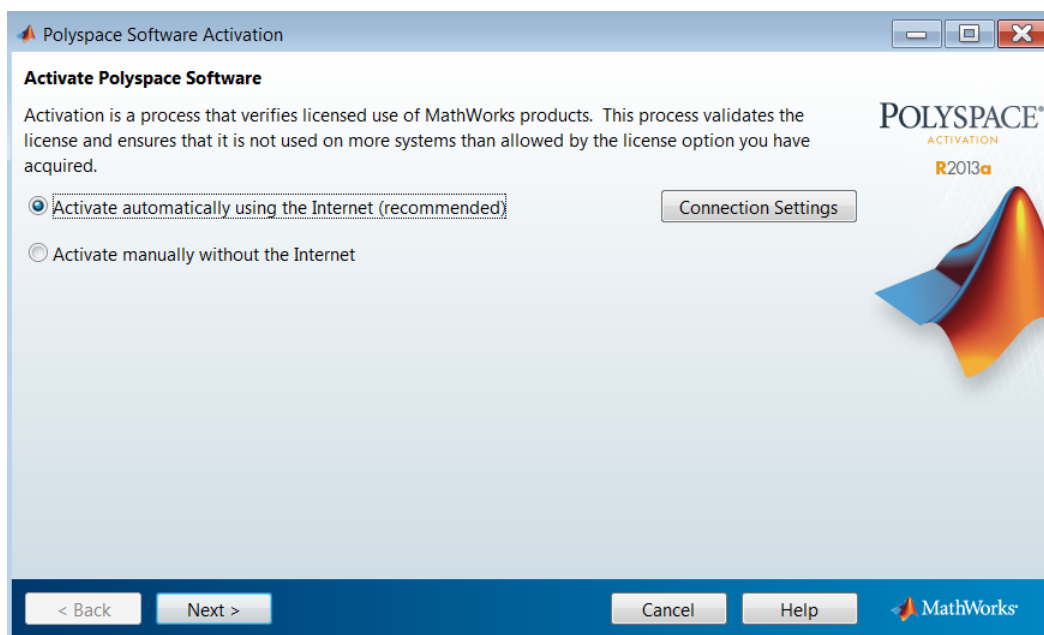 Polyspace Software Activation
Activate Polyspace Software
Activation is a process that verifies licensed use of MathWorks products. This process validates the
license and ensures that it is not used on more systems than allowed by the license option you have
acquired.
POLYSPACE®
ACTIVATION
R2013a
Activate automatically using the Internet (recommended)
Connection Settings
Activate manually without the Internet
< Back
Next >
Cancel
Help
MathWorks®